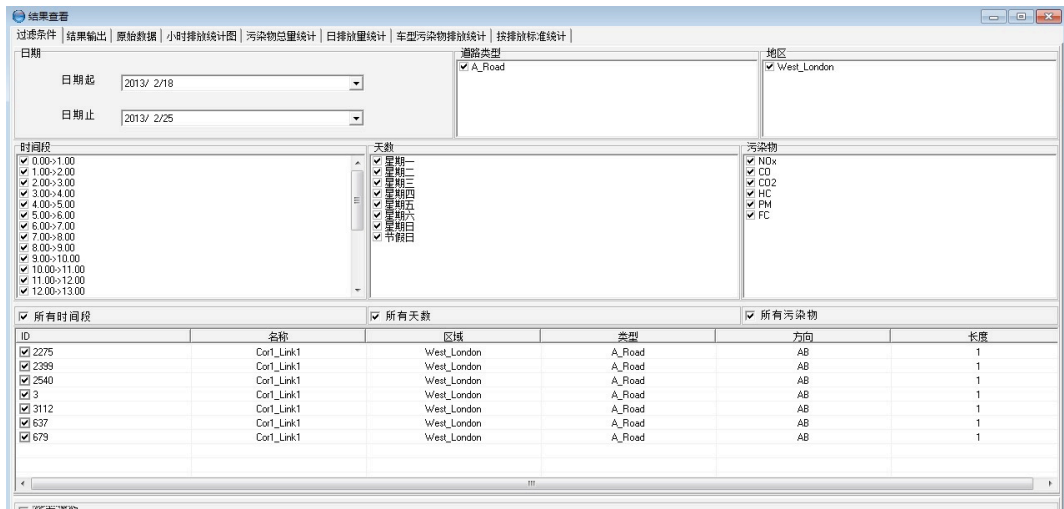 结果查看
过滤条件 | 结果输出 | 原始数据 | 小时排放统计图 | 污染物总里统计 | 日排放里统计 | 车型污染物排放统计 | 按排放标准统计
日期
日期起 2013/ 2/18
日期止 2013/ 2/25
道路类型
A_Road
地区
West_London
时间段
0.00->1.00
1.00->2.00
2.00->3.00
3.00->4.00
4.00->5.00
5.00->6.00
6.00->7.00
7.00->8.00
8.00->9.00
9.00->10.00
10.00->11.00
11.00->12.00
12.00->13.00
天数
星期一
星期二
星期三
星期四
星期五
星期六
星期日
节假日
污染物
NOx
CO
CO2
HC
PM
FC
所有时间段 所有天数 所有污染物
ID 名称 区域 类型 方向 长度
2275 Cor1_Link1 West_London A_Road AB 1
2399 Cor1_Link1 West_London A_Road AB 1
2540 Cor1_Link1 West_London A_Road AB 1
3 Cor1_Link1 West_London A_Road AB 1
3112 Cor1_Link1 West_London A_Road AB 1
637 Cor1_Link1 West_London A_Road AB 1
679 Cor1_Link1 West_London A_Road AB 1